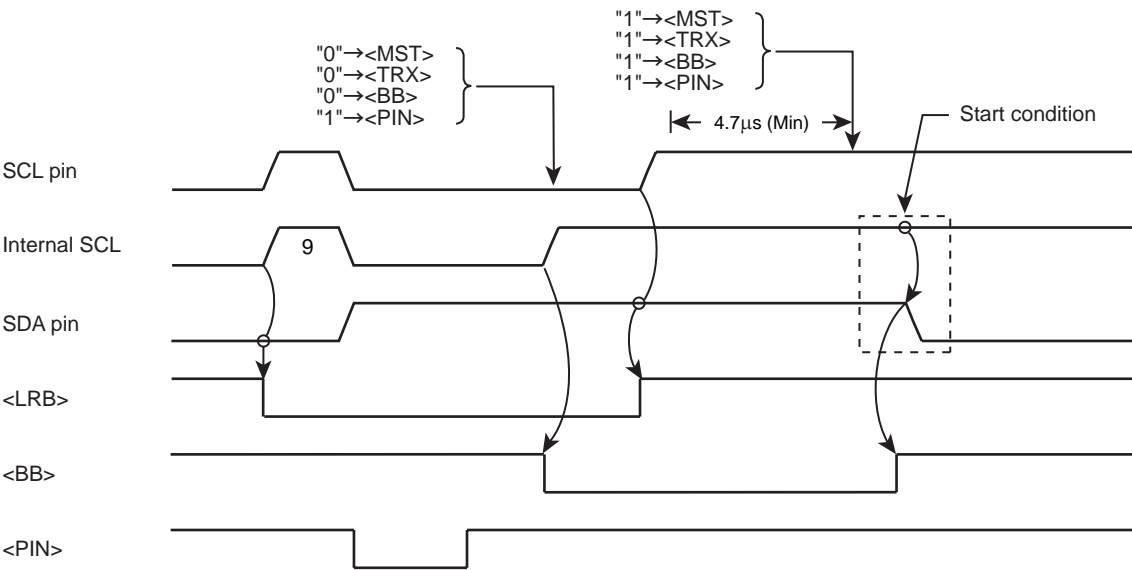 "0"→<MST>
"0"→<TRX>
"0"→<BB>
"1"→<PIN>
"1"→<MST>
"1"→<TRX>
"1"→<BB>
"1"→<PIN>
4.7μs (Min)
Start condition
SCL pin
Internal SCL
9
SDA pin
<LRB>
<BB>
<PIN>